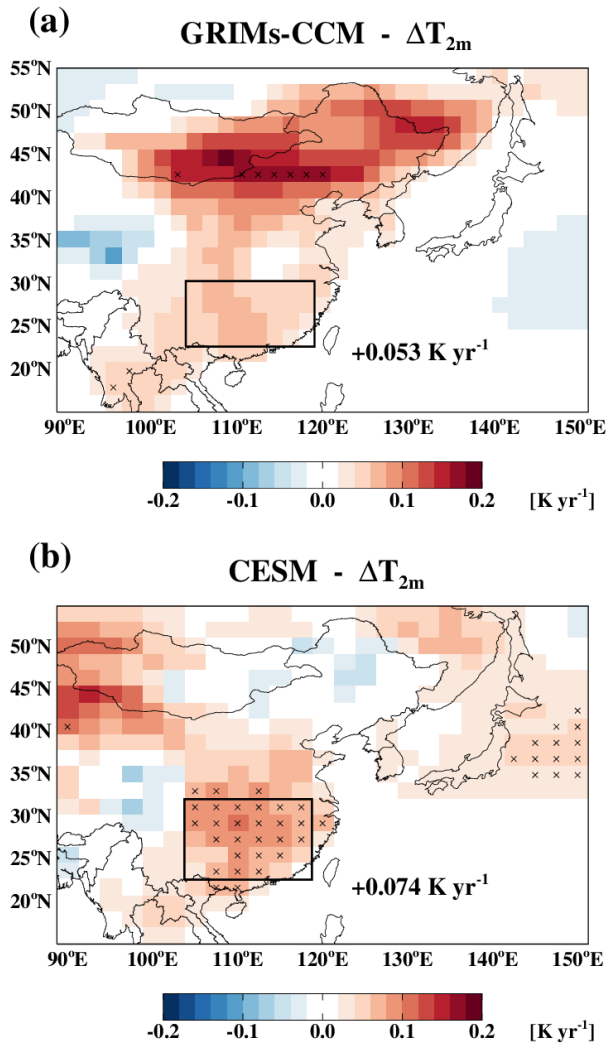 (a)
GRIMs-CCM - ΔT₂ₘ
55°N
50°N
45°N
40°N
35°N
30°N
25°N
20°N
+0.053 K yr⁻¹
90°E 100°E 110°E 120°E 130°E 140°E 150°E
-0.2 -0.1 0.0 0.1 0.2 [K yr⁻¹]
(b)
CESM - ΔT₂ₘ
50°N
45°N
40°N
35°N
30°N
25°N
20°N
+0.074 K yr⁻¹
90°E 100°E 110°E 120°E 130°E 140°E 150°E
-0.2 -0.1 0.0 0.1 0.2 [K yr⁻¹]